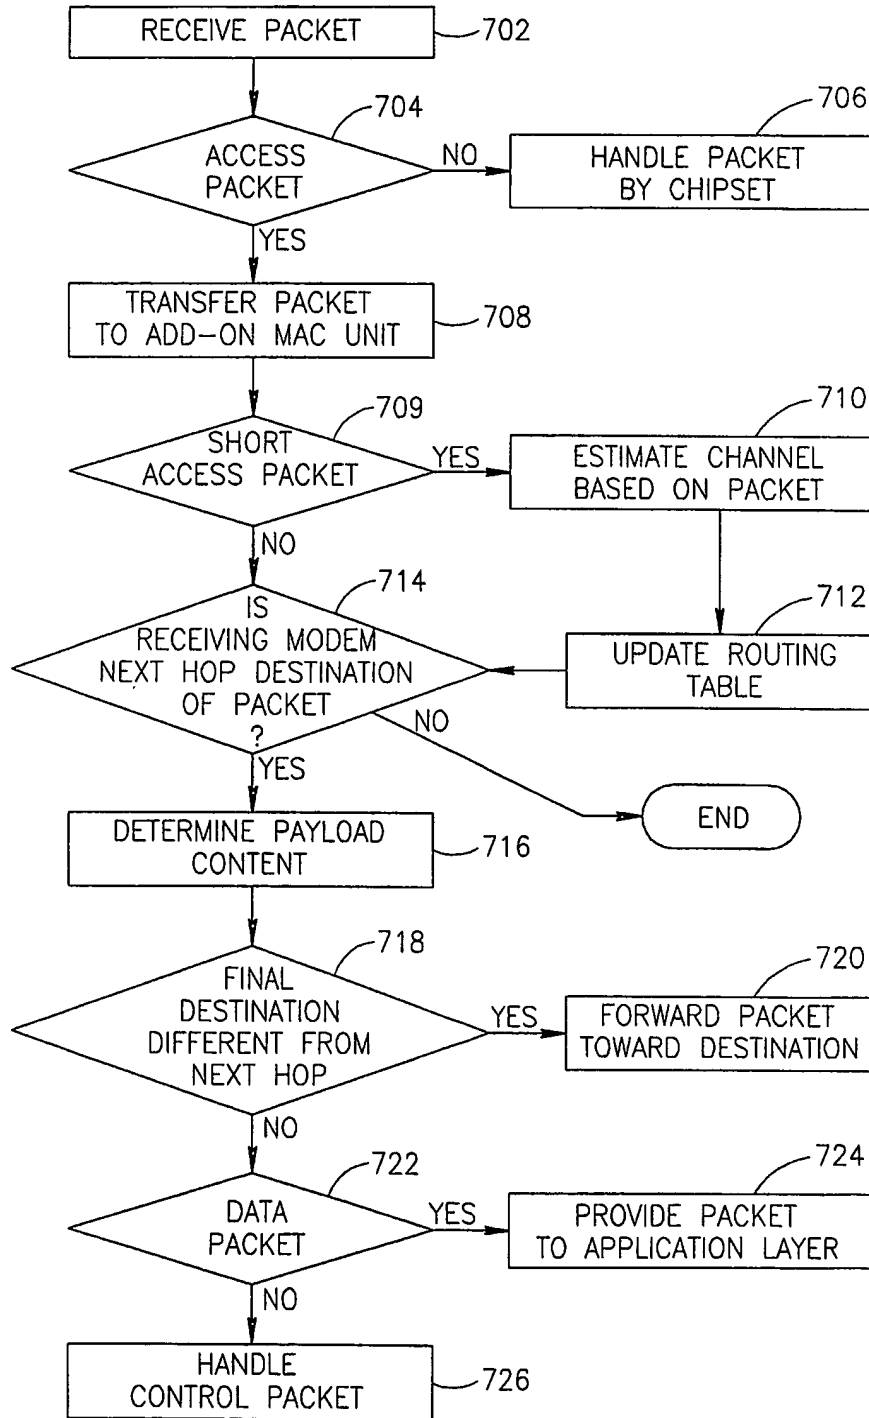 RECEIVE PACKET
702
704
ACCESS
PACKET
NO
706
HANDLE PACKET
BY CHIPSET
YES
TRANSFER PACKET
TO ADD-ON MAC UNIT
708
709
SHORT
ACCESS PACKET
YES
710
ESTIMATE CHANNEL
BASED ON PACKET
NO
714
IS
RECEIVING MODEM
NEXT HOP DESTINATION
OF PACKET
?
712
UPDATE ROUTING
TABLE
NO
YES
END
DETERMINE PAYLOAD
CONTENT
716
718
FINAL
DESTINATION
DIFFERENT FROM
NEXT HOP
YES
720
FORWARD PACKET
TOWARD DESTINATION
NO
722
DATA
PACKET
YES
724
PROVIDE PACKET
TO APPLICATION LAYER
NO
HANDLE
CONTROL PACKET
726